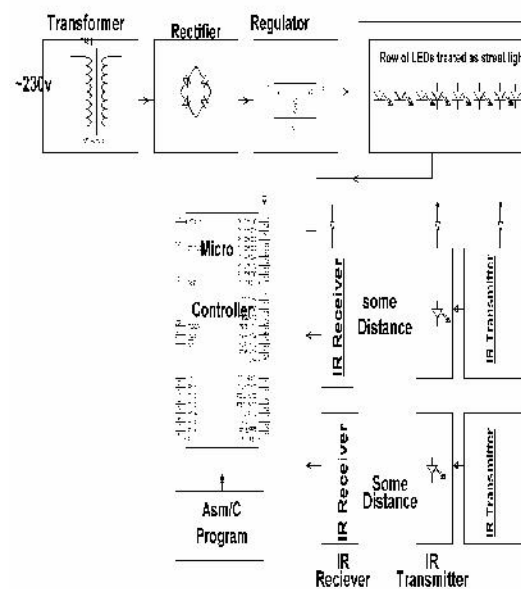 Transformer
Rectifier
Regulator
~230v
Row of LEDs treated as street light
Micro
Controller
IR Receiver
some
Distance
IR Transmitter
IR Receiver
Some
Distance
IR Transmitter
Asm/C
Program
IR
Reciever
IR
Transmitter